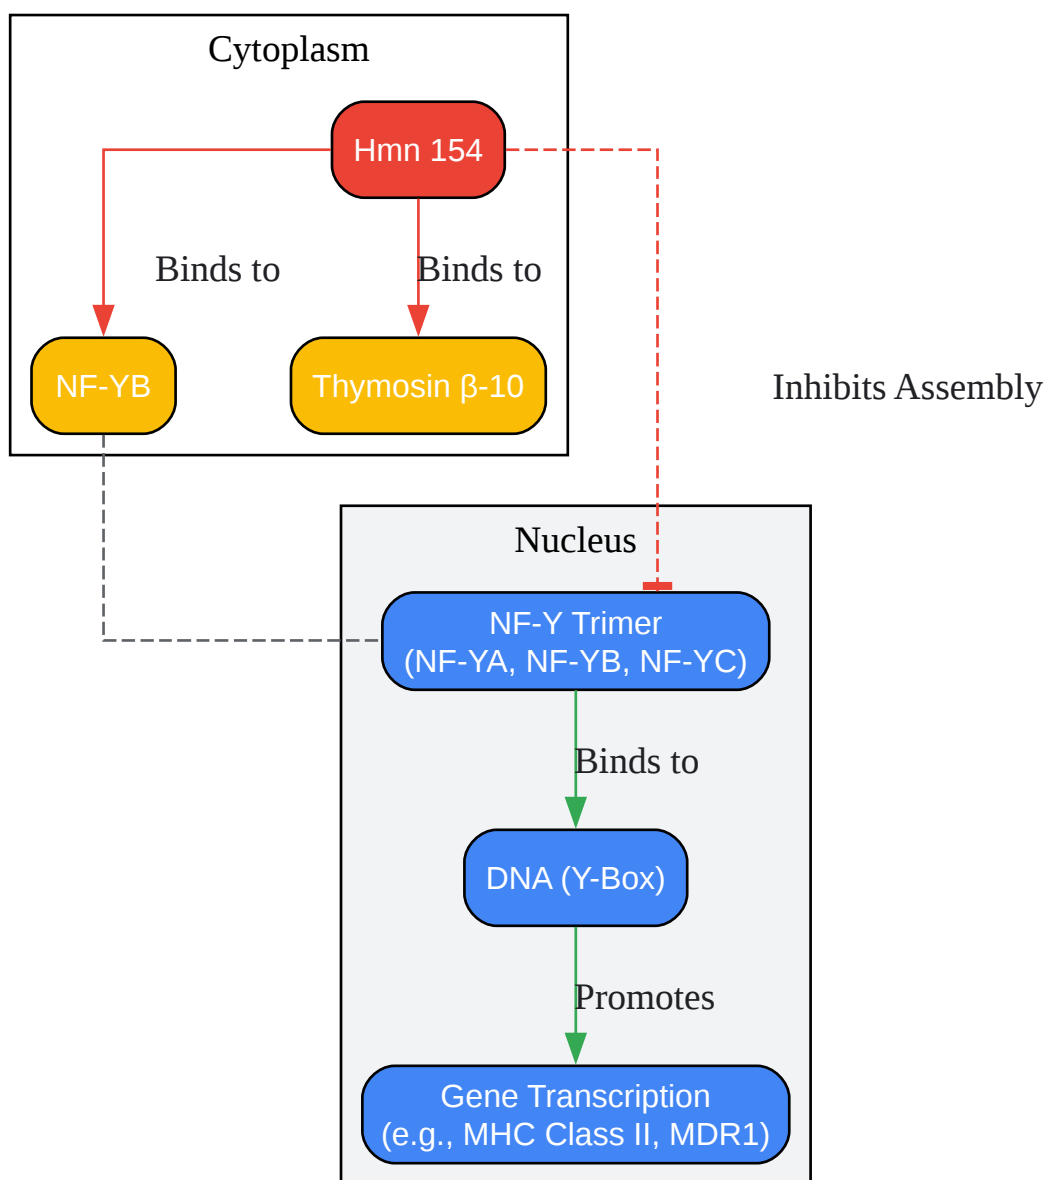 Cytoplasm
Hmn 154
Binds to
Binds to
NF-YB
Thymosin β-10
Inhibits Assembly
Nucleus
NF-Y Trimer
(NF-YA, NF-YB, NF-YC)
Binds to
DNA (Y-Box)
Promotes
Gene Transcription
(e.g., MHC Class II, MDR1)